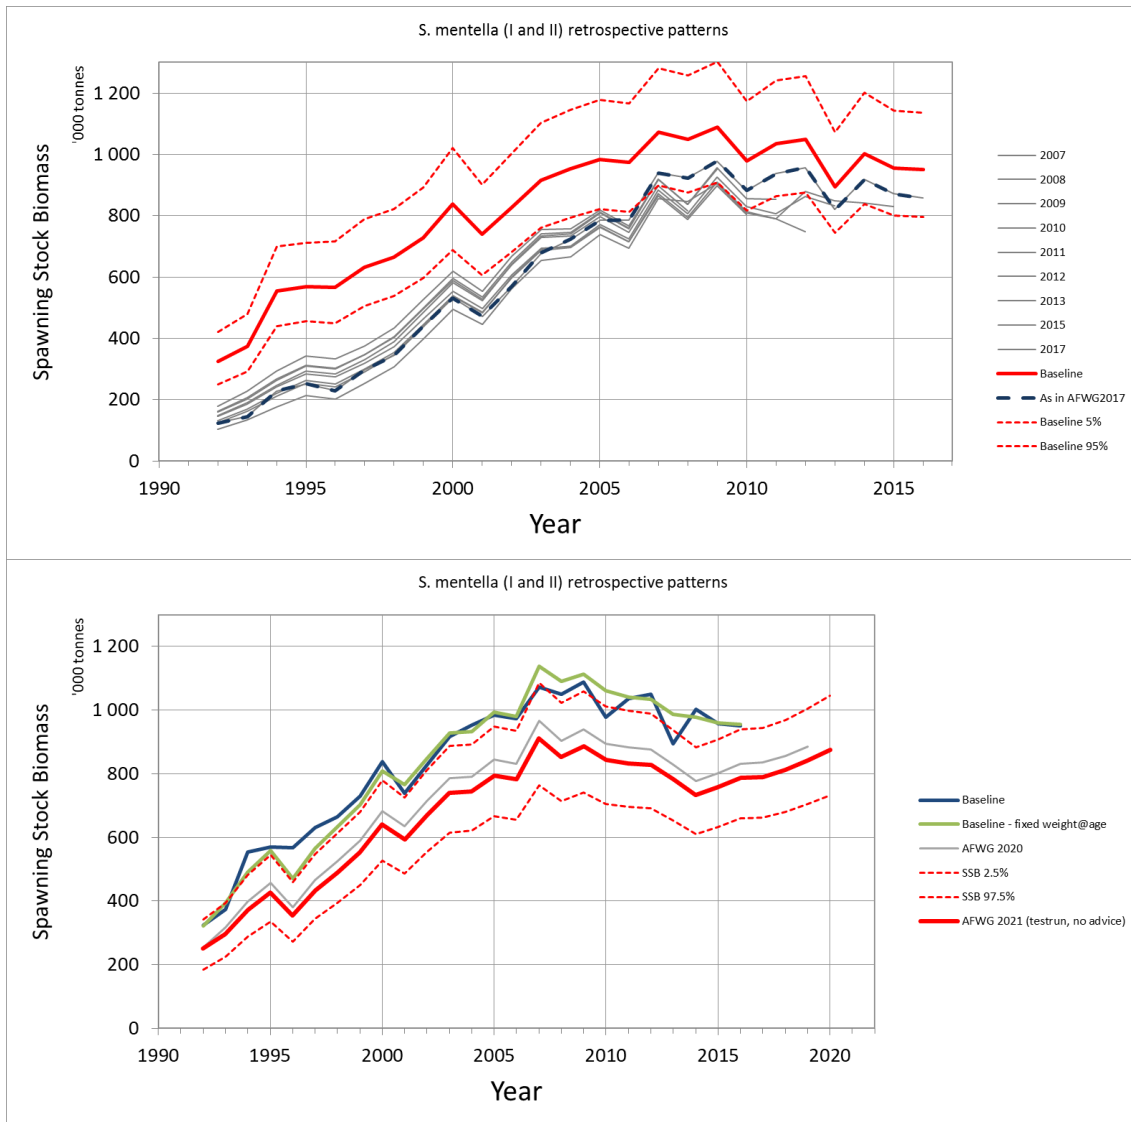 S. mentella (I and II) retrospective patterns
'000 tonnes
Spawning Stock Biomass
1 200
1 000
800
600
400
200
0
1990
1995
2000
2005
2010
2015
Year
2007
2008
2009
2010
2011
2012
2013
2015
2017
Baseline
As in AFWG2017
Baseline 5%
Baseline 95%
S. mentella (I and II) retrospective patterns
'000 tonnes
Spawning Stock Biomass
1 200
1 000
800
600
400
200
0
1990
1995
2000
2005
2010
2015
2020
Year
Baseline
Baseline - fixed weight@age
AFWG 2020
SSB 2.5%
SSB 97.5%
AFWG 2021 (testrun, no advice)